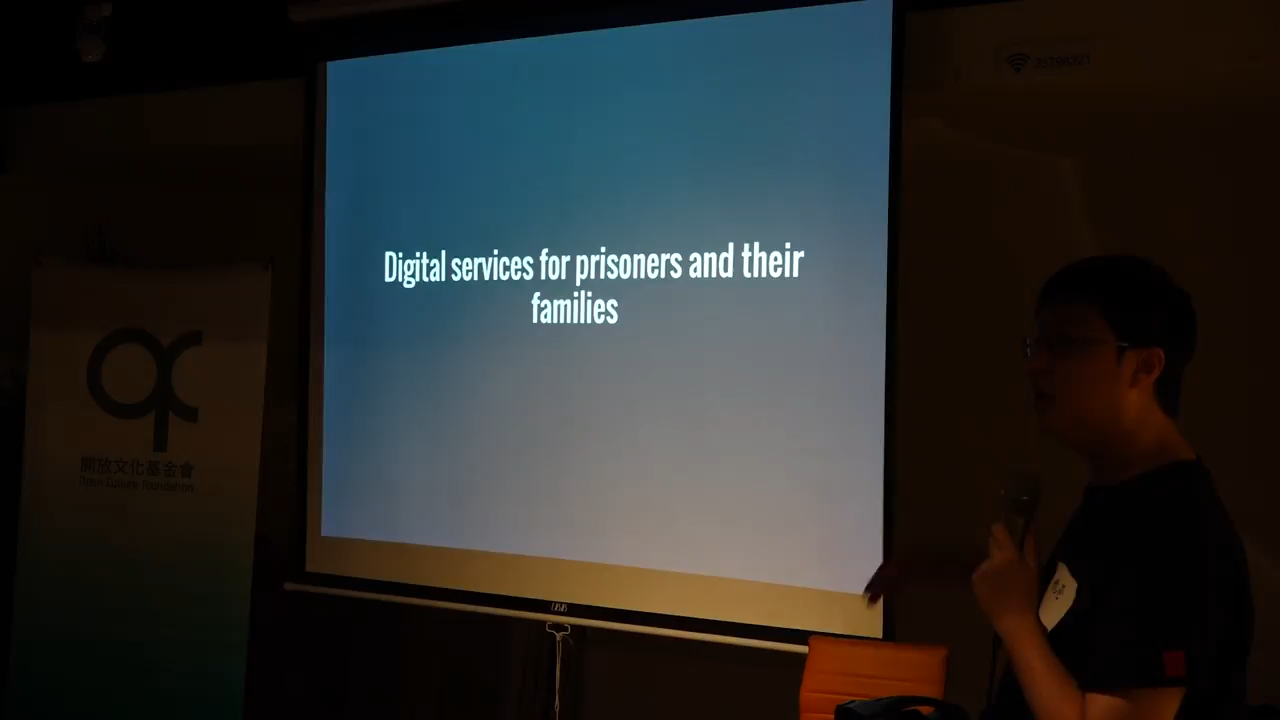 Digital services for prisoners and their
families
開放文化基金會
Open Culture Foundation